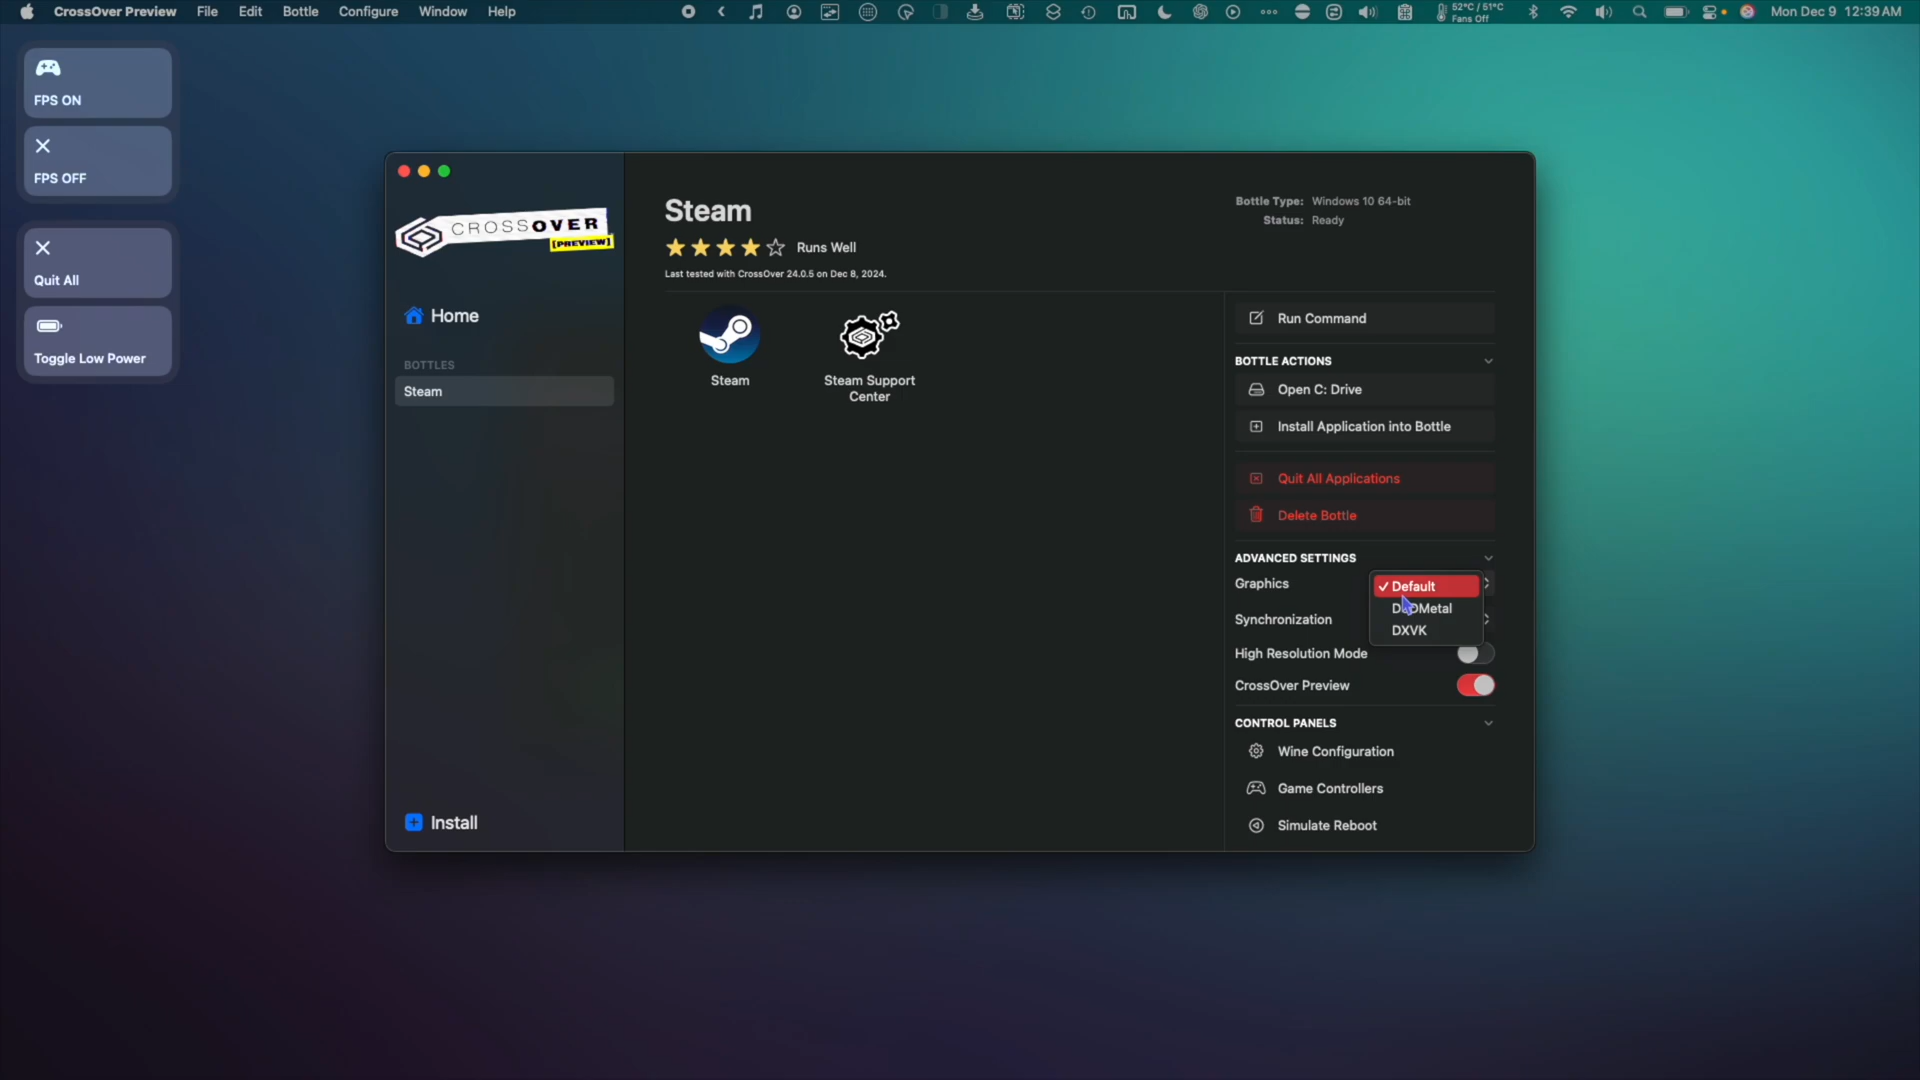 CrossOver Preview File Edit Bottle Configure Window Help 52°C / 51°C Mon Dec 9 12:39 AM
Fans Off
FPS ON
FPS OFF
Quit All
Toggle Low Power
CROSSOVER
[PREVIEW]
Home
BOTTLES
Steam
Install
Steam
Runs Well
Last tested with CrossOver 24.0.5 on Dec 8, 2024.
Bottle Type: Windows 10 64-bit
Status: Ready
Steam
Steam Support
Center
Run Command
BOTTLE ACTIONS
Open C: Drive
Install Application into Bottle
Quit All Applications
Delete Bottle
ADVANCED SETTINGS
Graphics
Default
DXVK
Synchronization
High Resolution Mode
CrossOver Preview
CONTROL PANELS
Wine Configuration
Game Controllers
Simulate Reboot